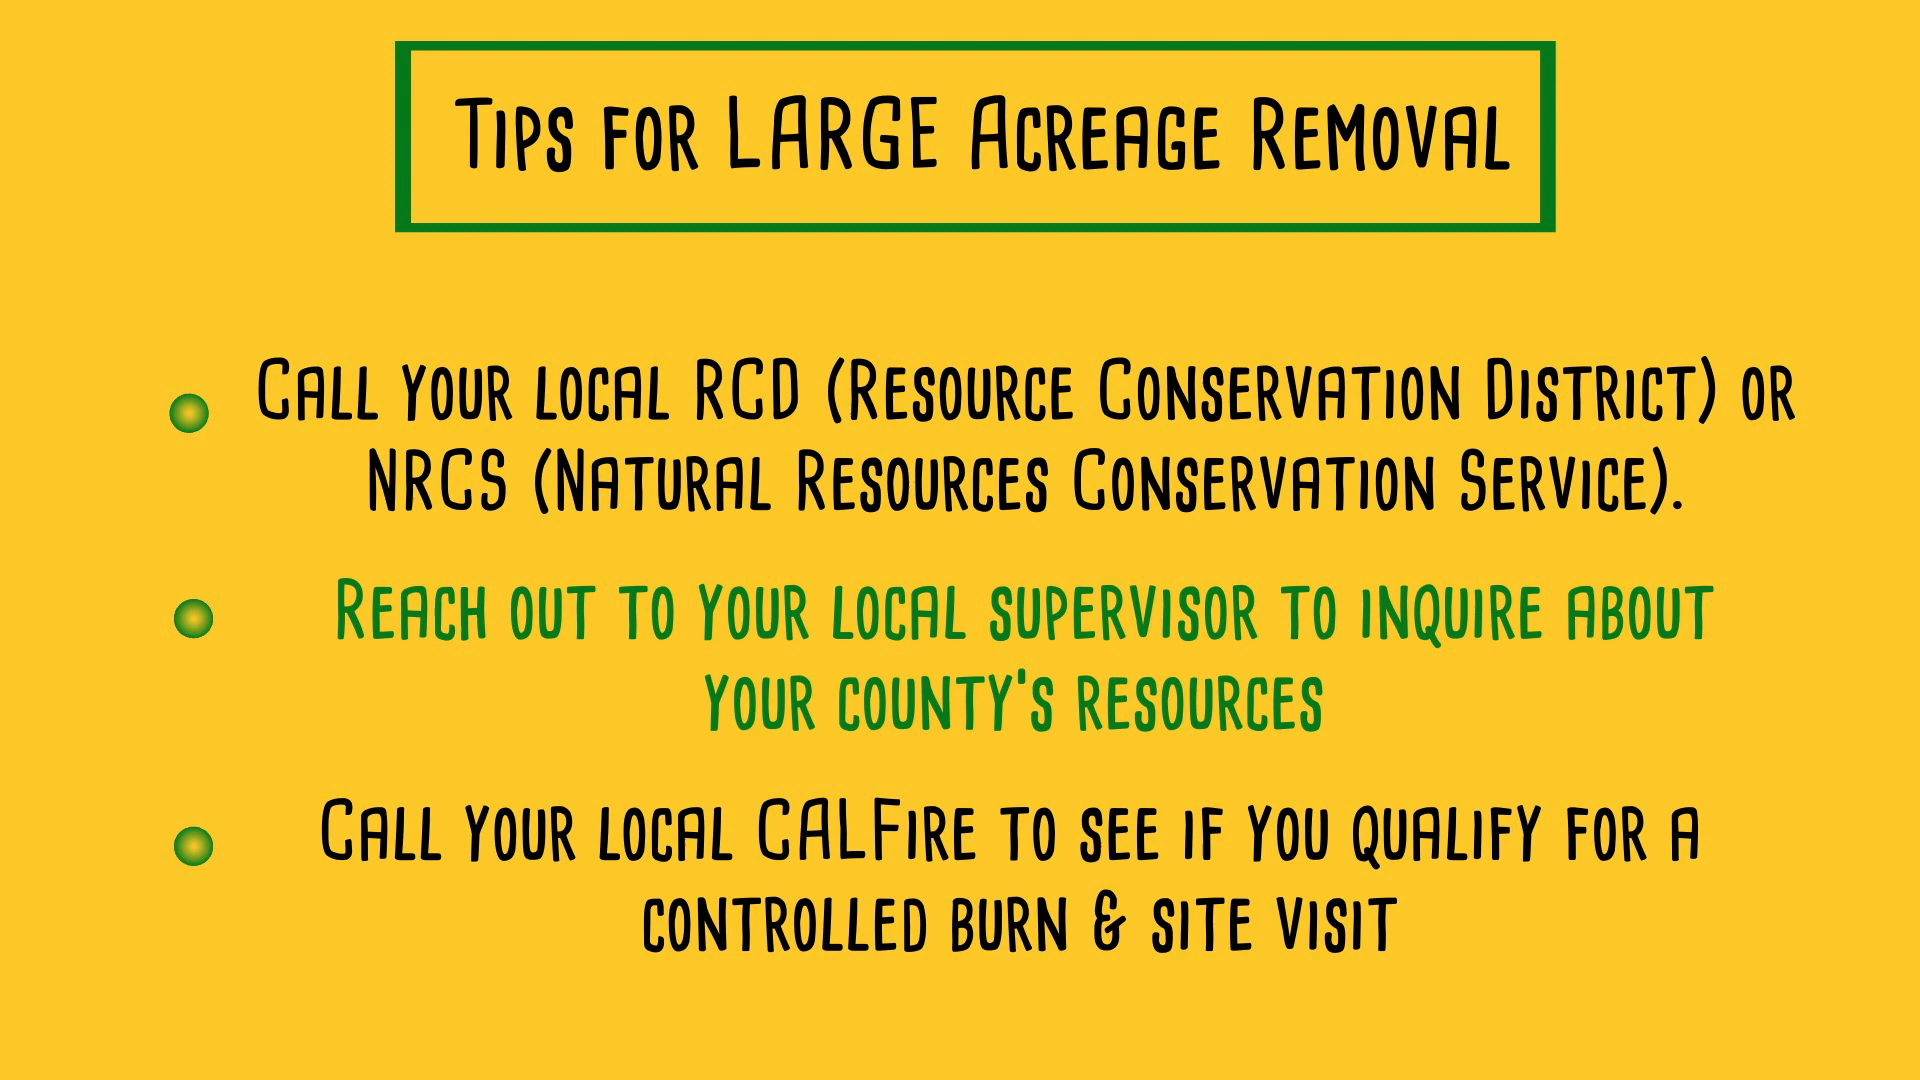 Tips for LARGE Acreage Removal
Call your local RCD (Resource Conservation District) or
NRCS (Natural Resources Conservation Service).
Reach out to your local supervisor to inquire about
your county's resources
Call your local CALFire to see if you qualify for a
controlled burn & site visit